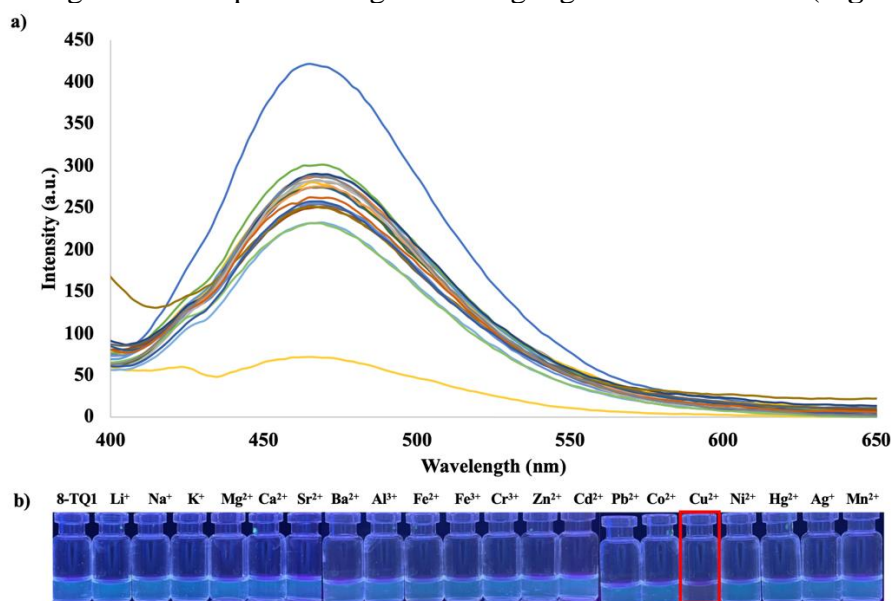 a)
450
400
350
300
250
200
150
100
50
0
Intensity (a.u.)
400 450 500 550 600 650
Wavelength (nm)
b) 8-TQ1 Li⁺ Na⁺ K⁺ Mg²⁺ Ca²⁺ Sr²⁺ Ba²⁺ Al³⁺ Fe²⁺ Fe³⁺ Cr³⁺ Zn²⁺ Cd²⁺ Pb²⁺ Co²⁺ Cu²⁺ Ni²⁺ Hg²⁺ Ag⁺ Mn²⁺